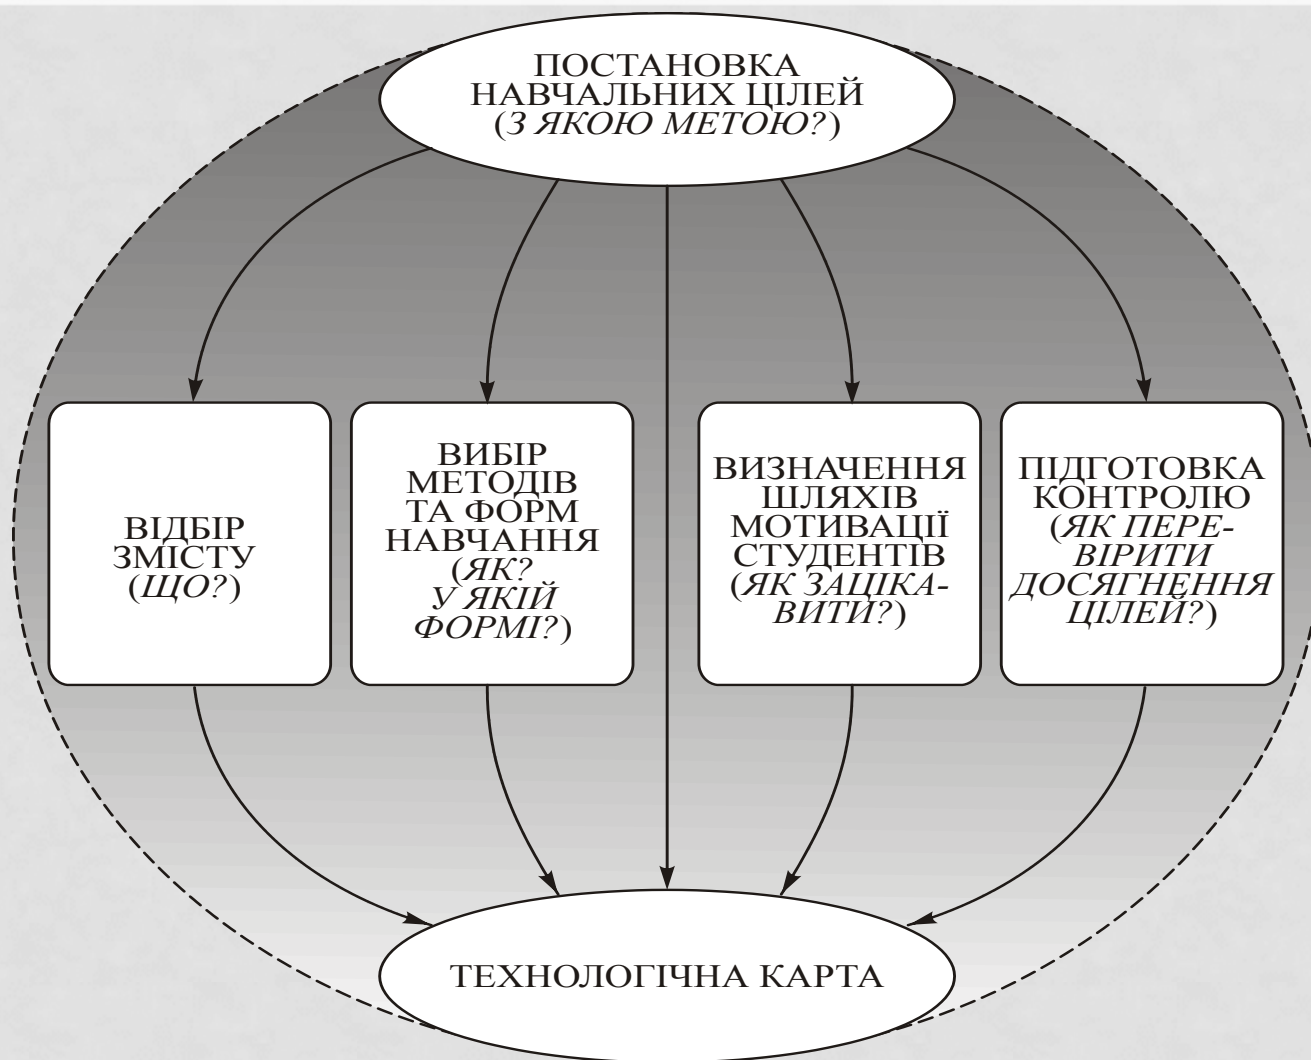 ПОСТАНОВКА
НАВЧАЛЬНИХ ЦІЛЕЙ
(З ЯКОЮ МЕТОЮ?)
ВІДБІР
ЗМІСТУ
(ЩО?)
ВИБІР
МЕТОДІВ
ТА ФОРМ
НАВЧАННЯ
(ЯК?
У ЯКІЙ
ФОРМІ?)
ВИЗНАЧЕННЯ
ШЛЯХІВ
МОТИВАЦІЇ
СТУДЕНТІВ
(ЯК ЗАЦІКА-
ВИТИ?)
ПІДГОТОВКА
КОНТРОЛЮ
(ЯК ПЕРЕ-
ВІРИТИ
ДОСЯГНЕННЯ
ЦІЛЕЙ?)
ТЕХНОЛОГІЧНА КАРТА